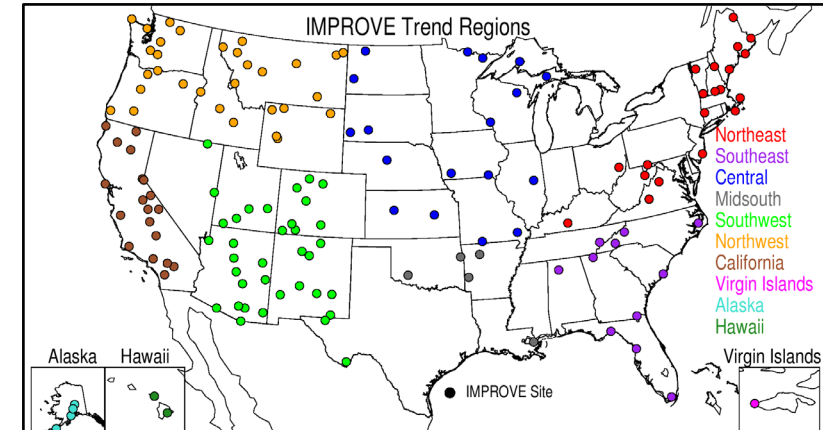 IMPROVE Trend Regions
Northeast
Southeast
Central
Midsouth
Southwest
Northwest
California
Virgin Islands
Alaska
Hawaii
Alaska
Hawaii
Virgin Islands
IMPROVE Site